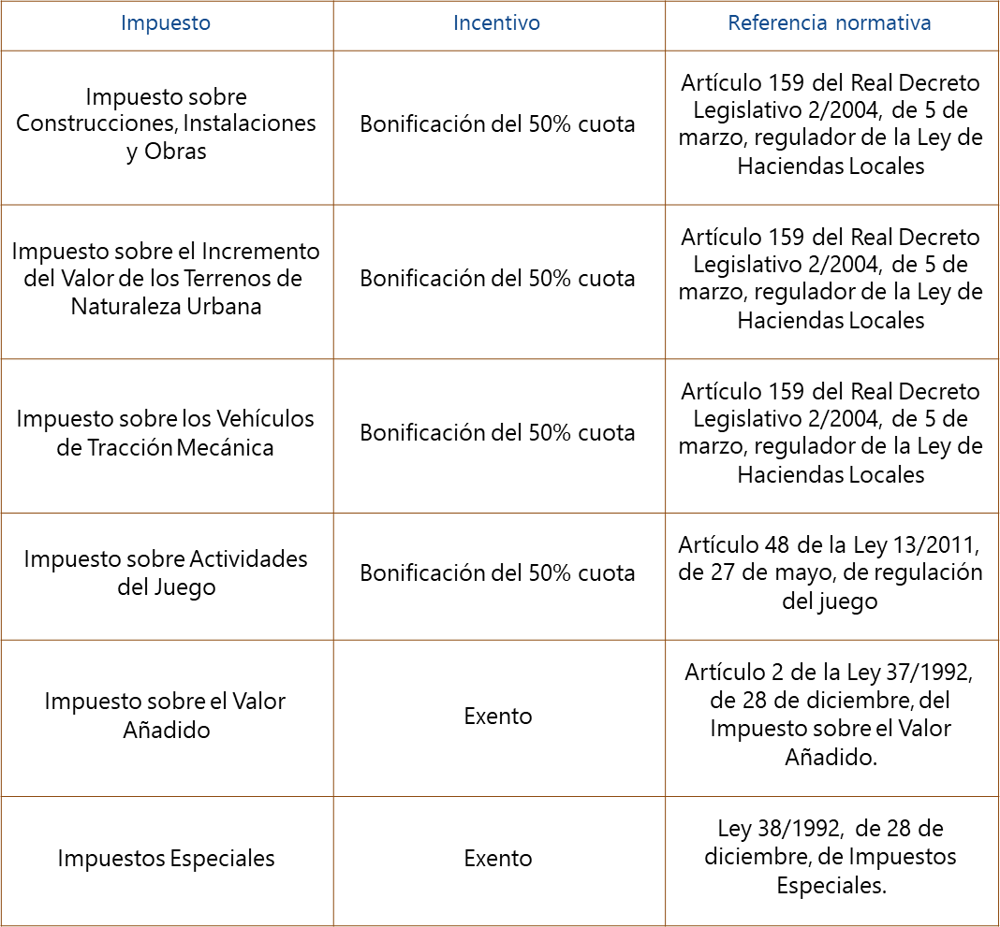 Impuesto
Incentivo
Referencia normativa
Impuesto sobre
Construcciones, Instalaciones
y Obras
Bonificación del 50% cuota
Artículo 159 del Real Decreto
Legislativo 2/2004, de 5 de
marzo, regulador de la Ley de
Haciendas Locales
Impuesto sobre el Incremento
del Valor de los Terrenos de
Naturaleza Urbana
Bonificación del 50% cuota
Artículo 159 del Real Decreto
Legislativo 2/2004, de 5 de
marzo, regulador de la Ley de
Haciendas Locales
Impuesto sobre los Vehículos
de Tracción Mecánica
Bonificación del 50% cuota
Artículo 159 del Real Decreto
Legislativo 2/2004, de 5 de
marzo, regulador de la Ley de
Haciendas Locales
Impuesto sobre Actividades
del Juego
Bonificación del 50% cuota
Artículo 48 de la Ley 13/2011,
de 27 de mayo, de regulación
del juego
Impuesto sobre el Valor
Añadido
Exento
Artículo 2 de la Ley 37/1992,
de 28 de diciembre, del
Impuesto sobre el Valor
Añadido.
Impuestos Especiales
Exento
Ley 38/1992, de 28 de
diciembre, de Impuestos
Especiales.